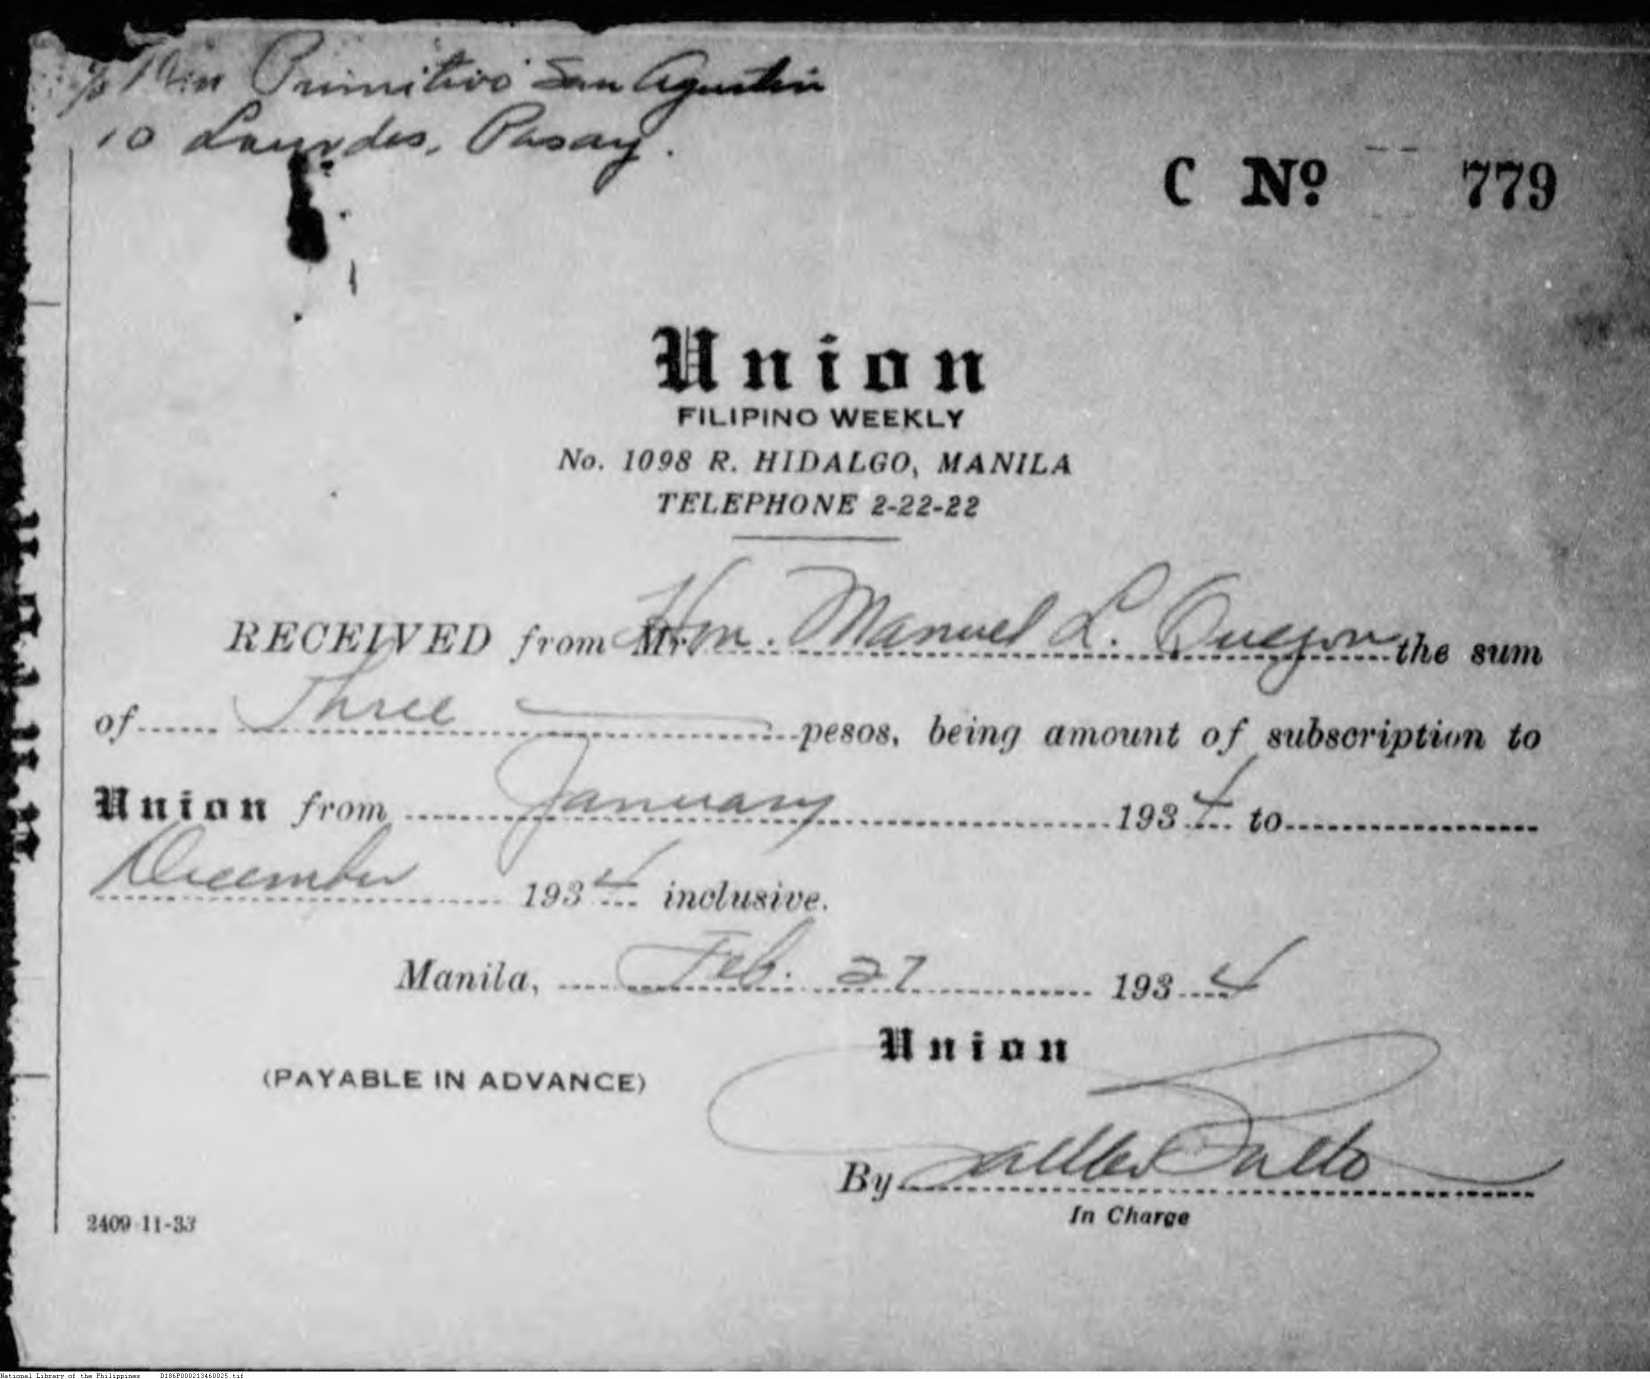 Primitivo San Agustin
10 Lourdes, Pasay.
C Nº 779
Union
FILIPINO WEEKLY
No. 1098 R. HIDALGO, MANILA
TELEPHONE 2-22-22
RECEIVED from Mr. Hon. Manuel L. Quezon the sum
of Three pesos, being amount of subscription to
Union from January 1934 to
December 1934 inclusive.
Manila, Feb. 27 1934
Union
(PAYABLE IN ADVANCE)
By
In Charge
2409-11-33
National Library of the Philippines D186P000213460025.tif